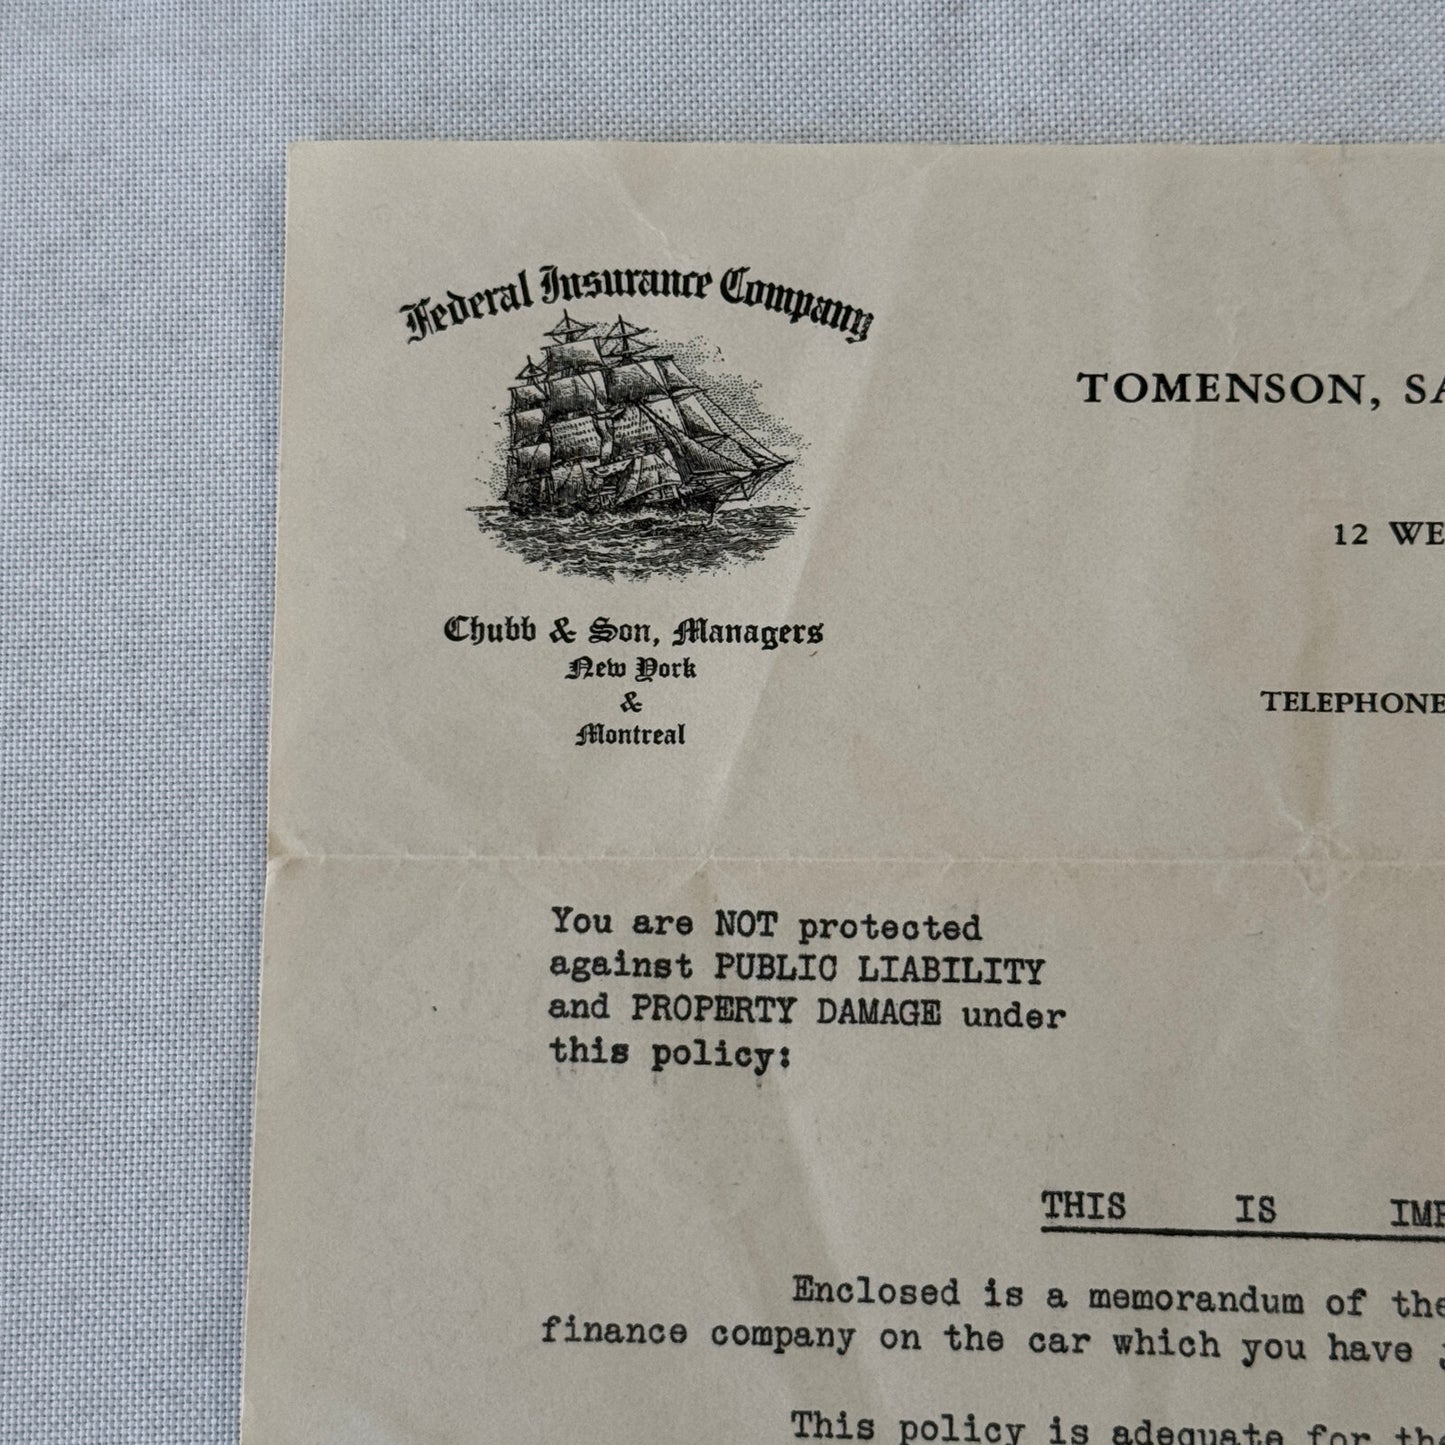 Federal Insurance Company
Chubb & Son, Managers
New York
&
Montreal
TOMENSON, SA
12 WE
TELEPHONE
You are NOT protected
against PUBLIC LIABILITY
and PROPERTY DAMAGE under
this policy:
THIS IS IMP
Enclosed is a memorandum of the
finance company on the car which you have
This policy is adequate for the